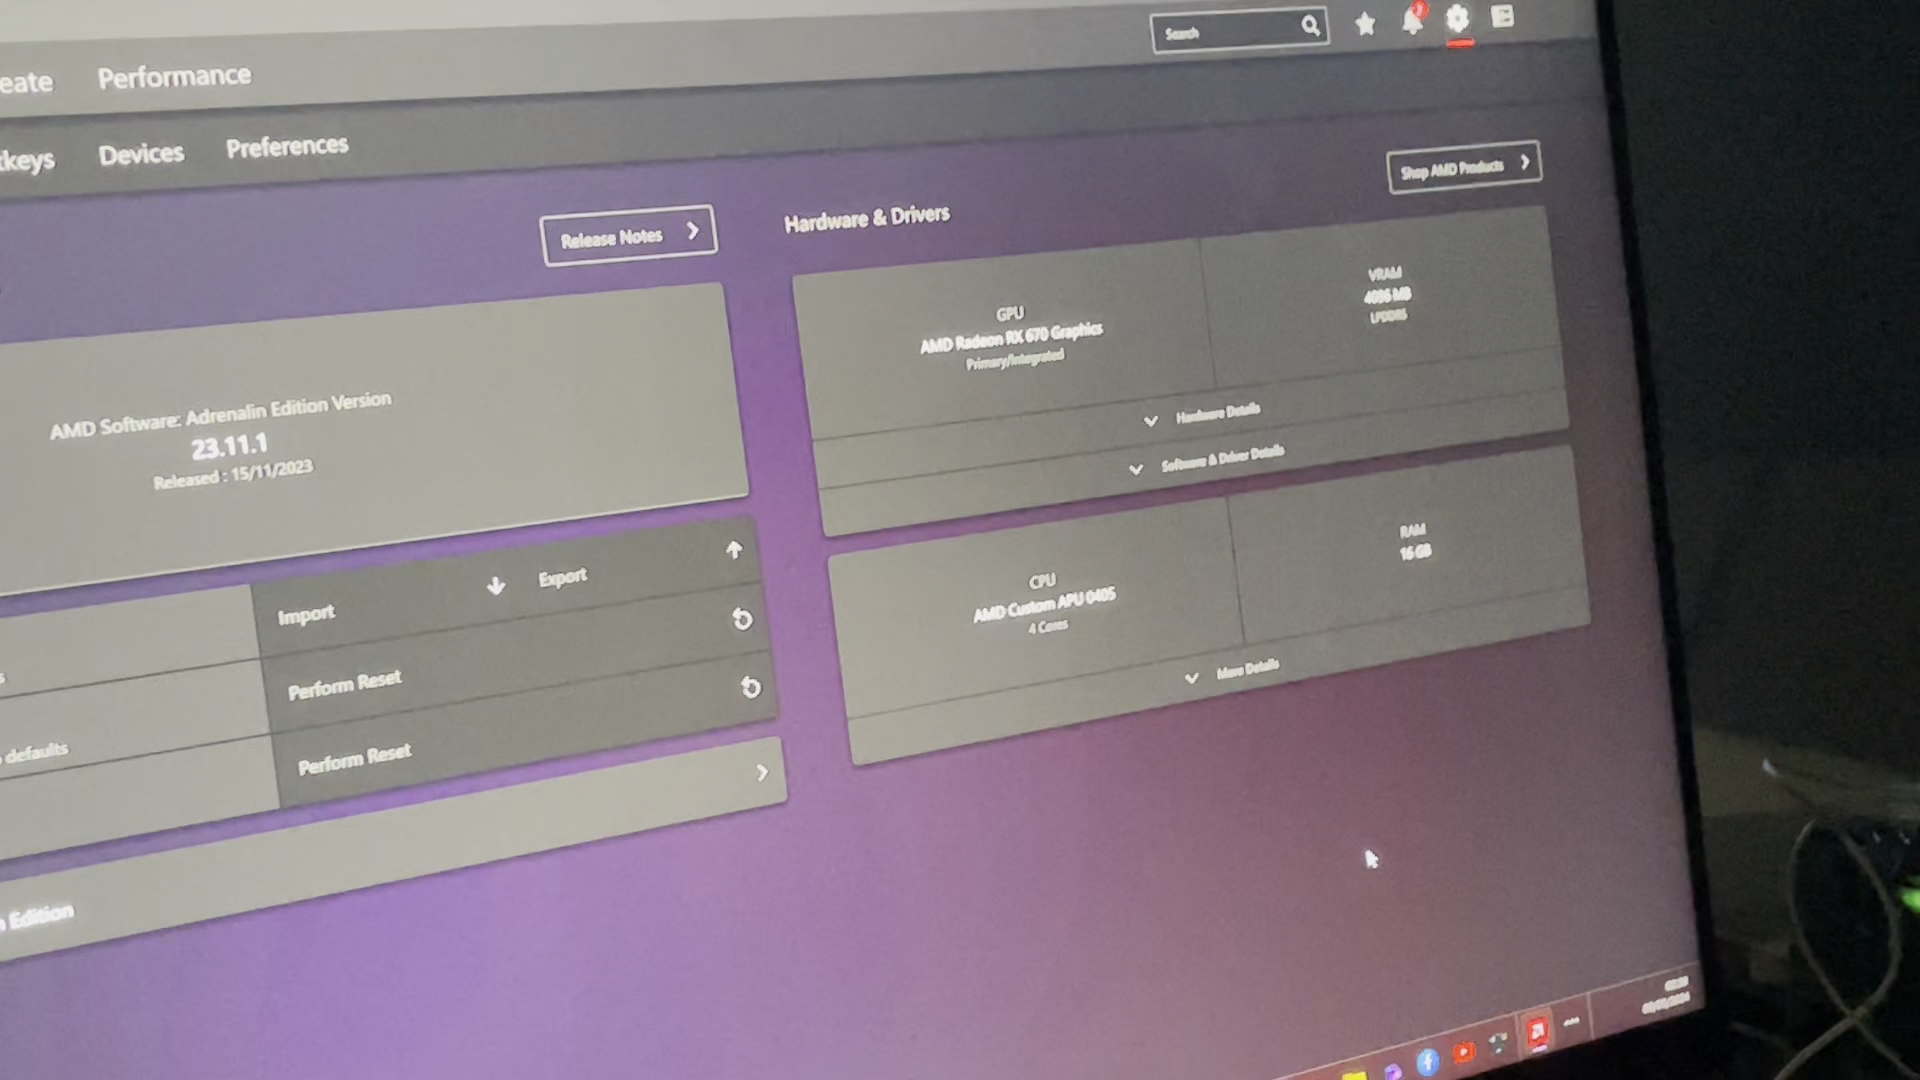 Search
eate
Performance
tkeys
Devices
Preferences
Shop AMD Products
Release Notes
Hardware & Drivers
GPU
AMD Radeon RX 670 Graphics
Primary/Integrated
VRAM
4096 MB
LPDDR5
Hardware Details
Software & Driver Details
AMD Software: Adrenalin Edition Version
23.11.1
Released : 15/11/2023
Import
Export
s
Perform Reset
defaults
Perform Reset
n Edition
CPU
AMD Custom APU 0405
4 Cores
RAM
16 GB
More Details